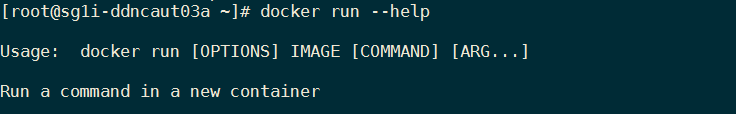 [root@sg1i-ddncaut03a ~]# docker run --help
Usage:  docker run [OPTIONS] IMAGE [COMMAND] [ARG...]
Run a command in a new container